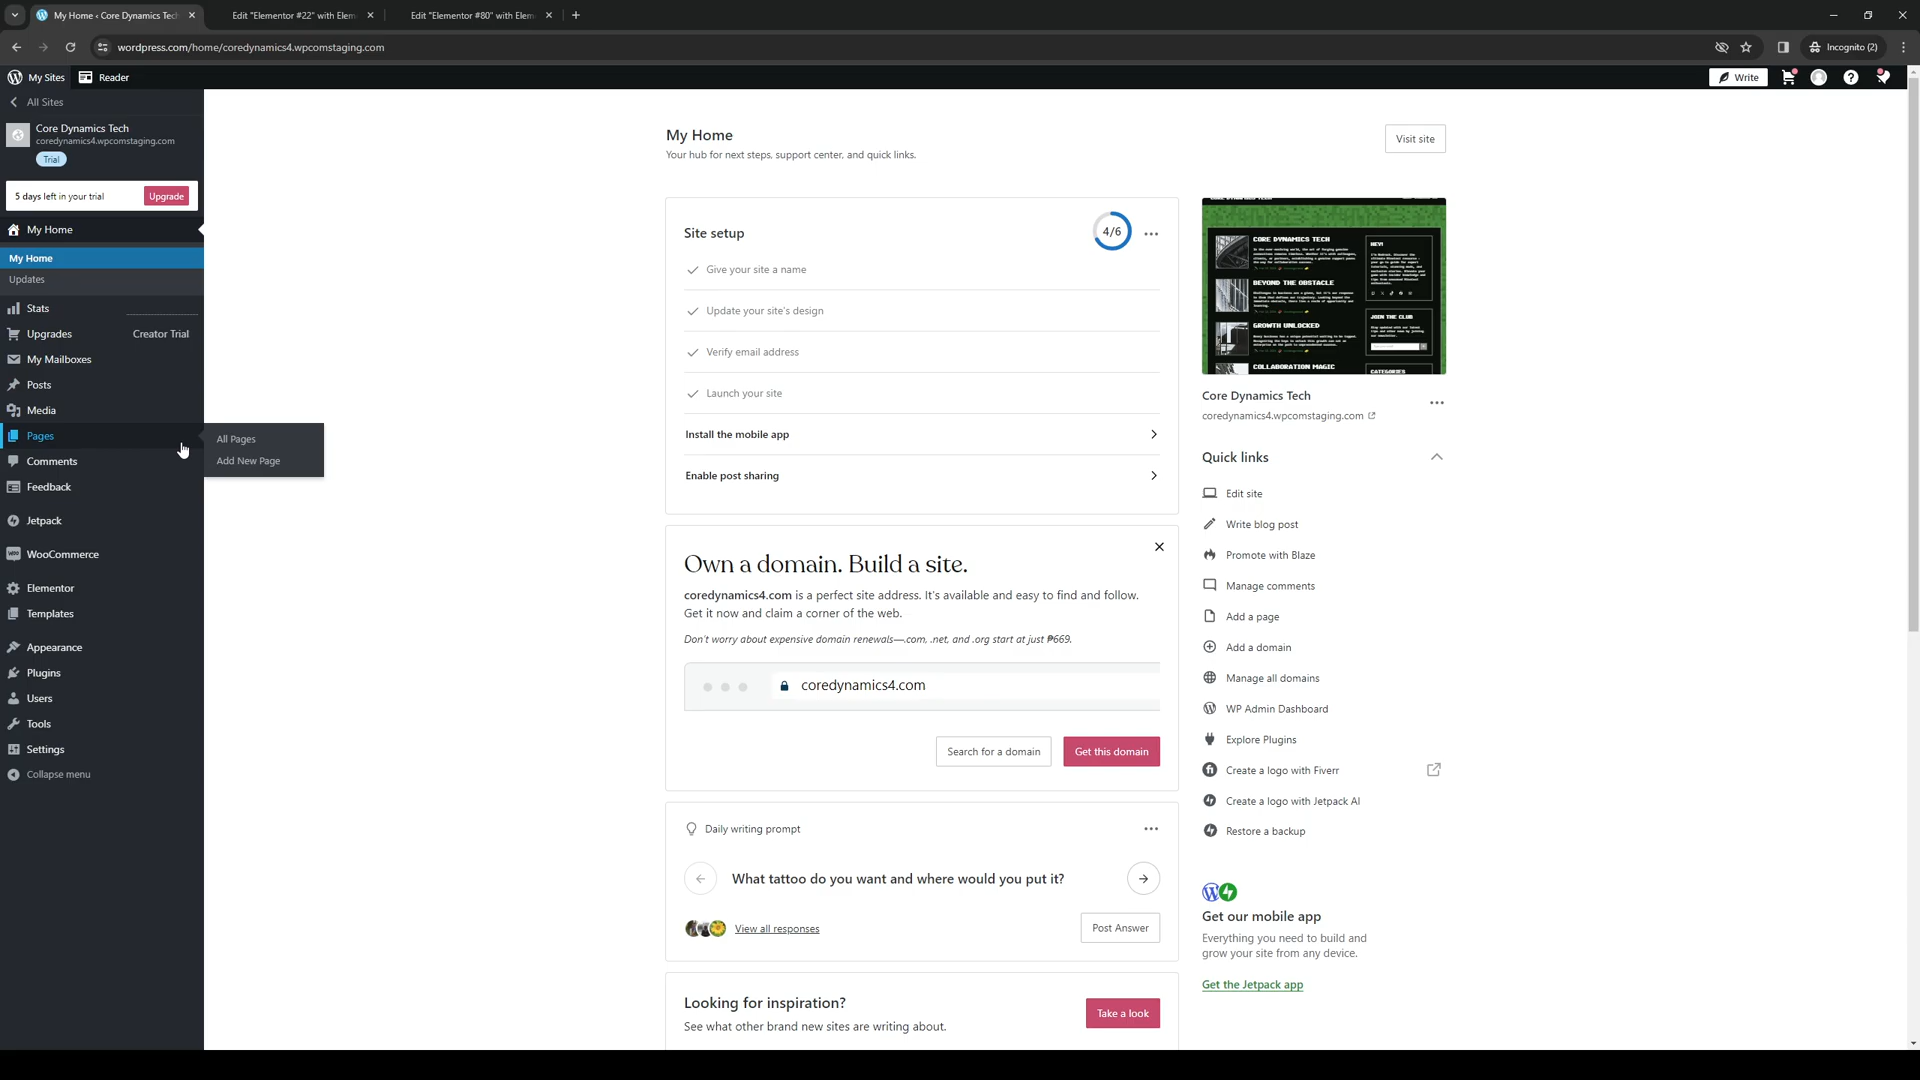 My Home ‹ Core Dynamics Tech
Edit "Elementor #22" with Elem
Edit "Elementor #80" with Elem
wordpress.com/home/coredynamics4.wpcomstaging.com
Incognito (2)
My Sites
Reader
Write
All Sites
Core Dynamics Tech
coredynamics4.wpcomstaging.com
Trial
5 days left in your trial
Upgrade
My Home
My Home
Updates
Stats
Upgrades
Creator Trial
My Mailboxes
Posts
Media
Pages
All Pages
Add New Page
Comments
Feedback
Jetpack
WooCommerce
Elementor
Templates
Appearance
Plugins
Users
Tools
Settings
Collapse menu
My Home
Your hub for next steps, support center, and quick links.
Visit site
Site setup
4/6
Give your site a name
Update your site's design
Verify email address
Launch your site
Install the mobile app
Enable post sharing
Own a domain. Build a site.
coredynamics4.com is a perfect site address. It's available and easy to find and follow.
Get it now and claim a corner of the web.
Don't worry about expensive domain renewals—.com, .net, and .org start at just ₱669.
coredynamics4.com
Search for a domain
Get this domain
Daily writing prompt
What tattoo do you want and where would you put it?
View all responses
Post Answer
Looking for inspiration?
See what other brand new sites are writing about.
Take a look
CORE DYNAMICS TECH
BEYOND THE OBSTACLE
GROWTH UNLOCKED
COLLABORATION MAGIC
HEY!
JOIN THE CLUB
CATEGORIES
Core Dynamics Tech
coredynamics4.wpcomstaging.com
Quick links
Edit site
Write blog post
Promote with Blaze
Manage comments
Add a page
Add a domain
Manage all domains
WP Admin Dashboard
Explore Plugins
Create a logo with Fiverr
Create a logo with Jetpack AI
Restore a backup
Get our mobile app
Everything you need to build and
grow your site from any device.
Get the Jetpack app